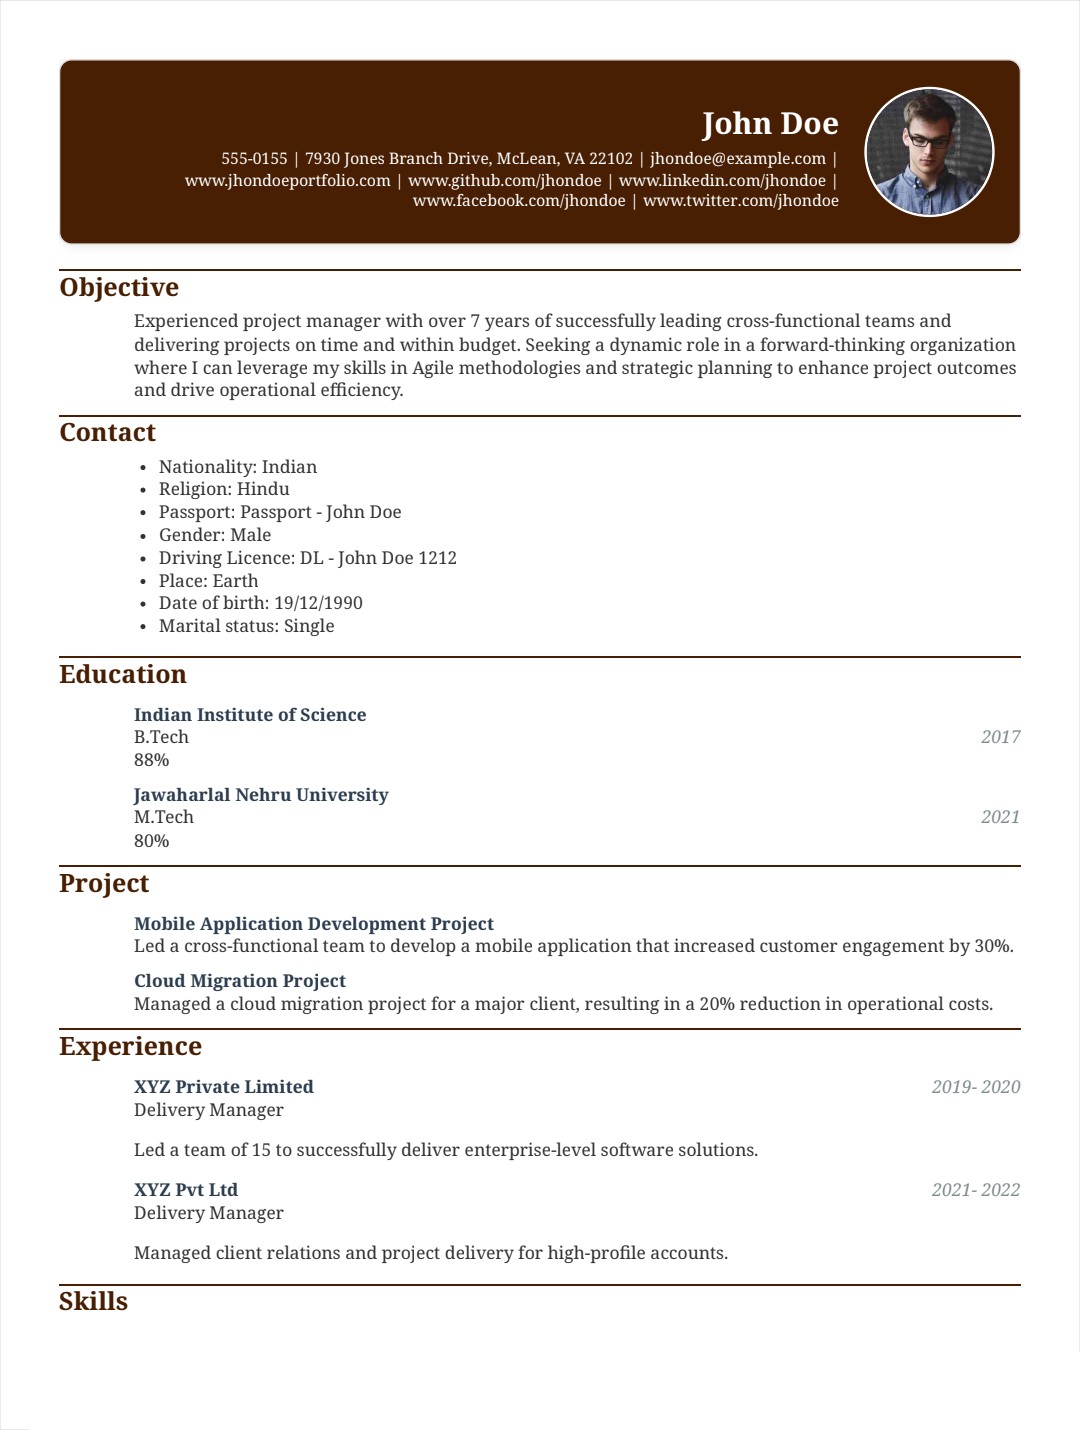 John Doe
555-0155 | 7930 Jones Branch Drive, McLean, VA 22102 | jhondoe@example.com |
www.jhondoeportfolio.com | www.github.com/jhondoe | www.linkedin.com/jhondoe |
www.facebook.com/jhondoe | www.twitter.com/jhondoe
Objective
Experienced project manager with over 7 years of successfully leading cross-functional teams and
delivering projects on time and within budget. Seeking a dynamic role in a forward-thinking organization
where I can leverage my skills in Agile methodologies and strategic planning to enhance project outcomes
and drive operational efficiency.
Contact
• Nationality: Indian
• Religion: Hindu
• Passport: Passport - John Doe
• Gender: Male
• Driving Licence: DL - John Doe 1212
• Place: Earth
• Date of birth: 19/12/1990
• Marital status: Single
Education
Indian Institute of Science
B.Tech 2017
88%
Jawaharlal Nehru University
M.Tech 2021
80%
Project
Mobile Application Development Project
Led a cross-functional team to develop a mobile application that increased customer engagement by 30%.
Cloud Migration Project
Managed a cloud migration project for a major client, resulting in a 20% reduction in operational costs.
Experience
XYZ Private Limited 2019- 2020
Delivery Manager
Led a team of 15 to successfully deliver enterprise-level software solutions.
XYZ Pvt Ltd 2021- 2022
Delivery Manager
Managed client relations and project delivery for high-profile accounts.
Skills